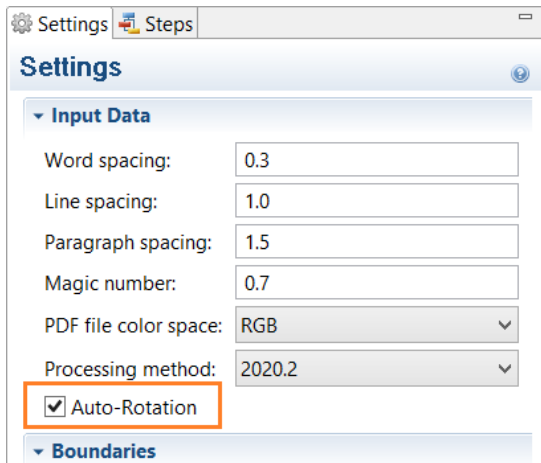 Settings Steps
Settings
Input Data
Word spacing: 0.3
Line spacing: 1.0
Paragraph spacing: 1.5
Magic number: 0.7
PDF file color space: RGB
Processing method: 2020.2
Auto-Rotation
Boundaries